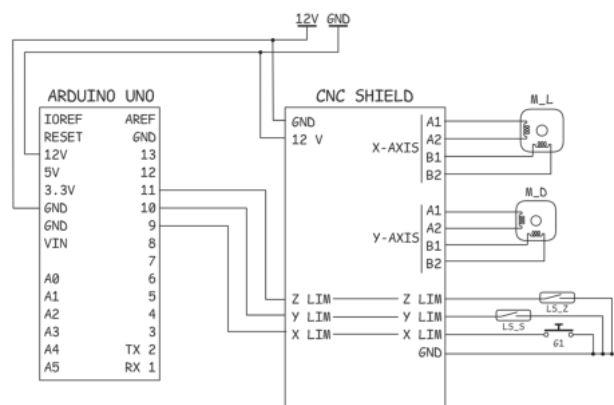 12V GND
ARDUINO UNO
IOREF AREF
RESET GND
12V 13
5V 12
3.3V 11
GND 10
GND 9
VIN 8
7
A0 6
A1 5
A2 4
A3 3
A4 TX 2
A5 RX 1
CNC SHIELD
GND
12 V
X-AXIS
A1
A2
B1
B2
M_L
Y-AXIS
A1
A2
B1
B2
M_D
Z LIM Z LIM
LS_Z
Y LIM Y LIM
LS_S
X LIM X LIM
G1
GND